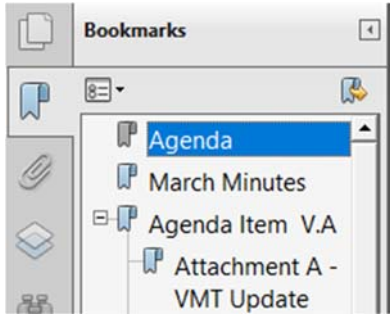 Bookmarks
Agenda
March Minutes
Agenda Item  V.A
Attachment A -
VMT Update